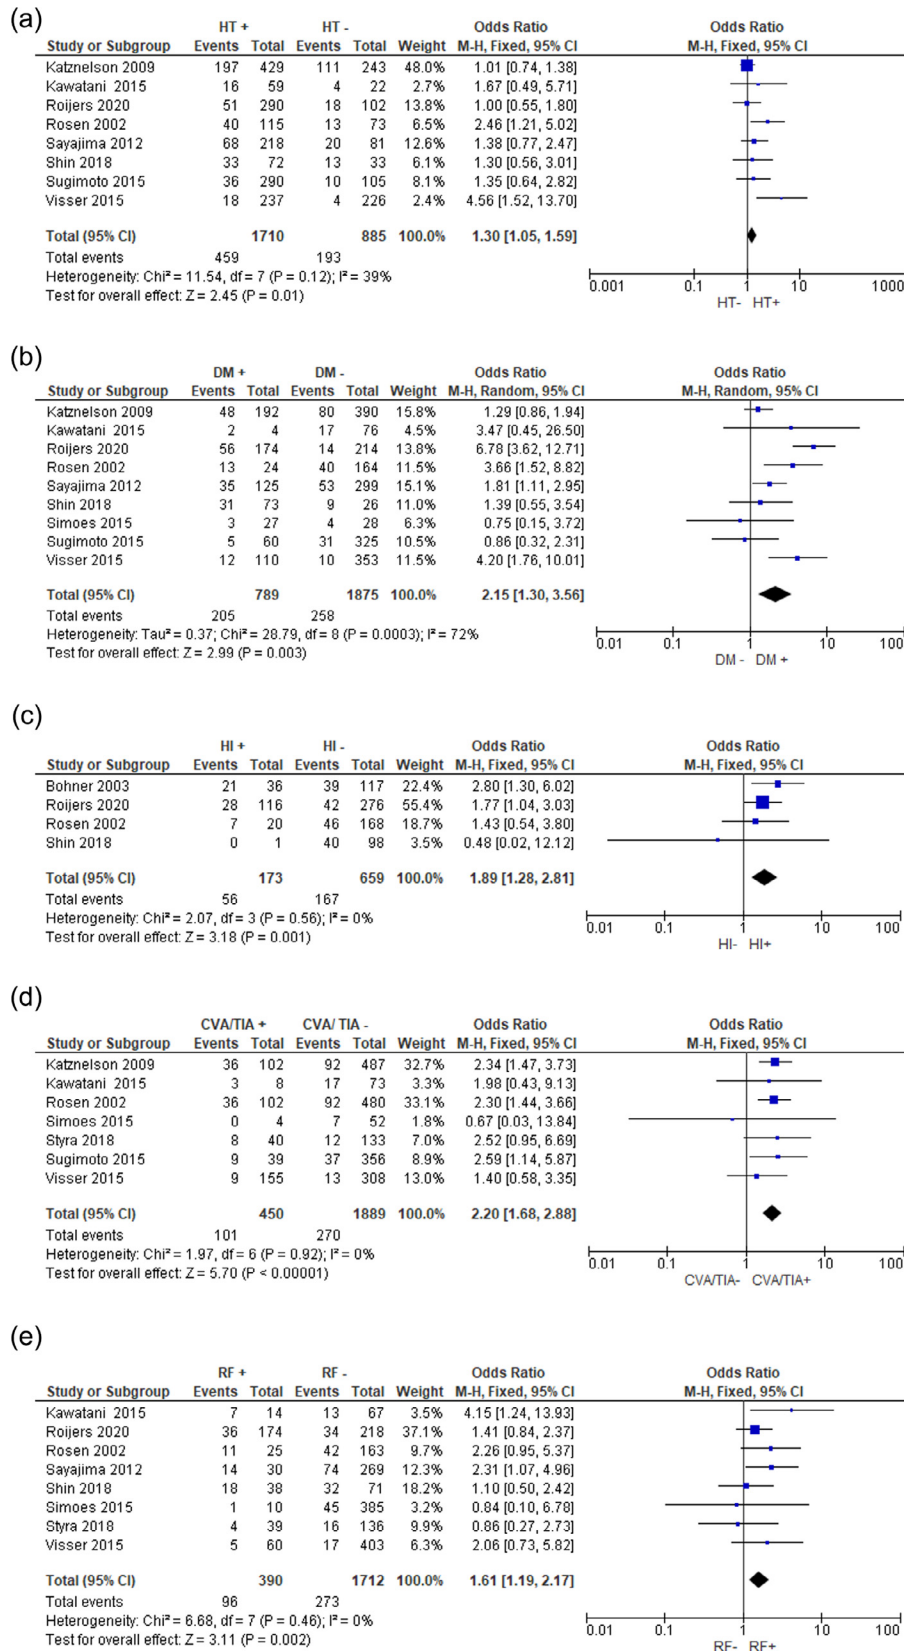 (a)
HT + HT - Odds Ratio Odds Ratio
Study or Subgroup Events Total Events Total Weight M-H, Fixed, 95% CI M-H, Fixed, 95% CI
Katznelson 2009 197 429 111 243 48.0% 1.01 [0.74, 1.38]
Kawatani 2015 16 59 4 22 2.7% 1.67 [0.49, 5.71]
Roijers 2020 51 290 18 102 13.8% 1.00 [0.55, 1.80]
Rosen 2002 40 115 13 73 6.5% 2.46 [1.21, 5.02]
Sayajima 2012 68 218 20 81 12.6% 1.38 [0.77, 2.47]
Shin 2018 33 72 13 33 6.1% 1.30 [0.56, 3.01]
Sugimoto 2015 36 290 10 105 8.1% 1.35 [0.64, 2.82]
Visser 2015 18 237 4 226 2.4% 4.56 [1.52, 13.70]
Total (95% CI) 1710 885 100.0% 1.30 [1.05, 1.59]
Total events 459 193
Heterogeneity: Chi² = 11.54, df = 7 (P = 0.12); I² = 39%
Test for overall effect: Z = 2.45 (P = 0.01)
0.001 0.1 1 10 1000
HT- HT+
(b)
DM + DM - Odds Ratio Odds Ratio
Study or Subgroup Events Total Events Total Weight M-H, Random, 95% CI M-H, Random, 95% CI
Katznelson 2009 48 192 80 390 15.8% 1.29 [0.86, 1.94]
Kawatani 2015 2 4 17 76 4.5% 3.47 [0.45, 26.50]
Roijers 2020 56 174 14 214 13.8% 6.78 [3.62, 12.71]
Rosen 2002 13 24 40 164 11.5% 3.66 [1.52, 8.82]
Sayajima 2012 35 125 53 299 15.1% 1.81 [1.11, 2.95]
Shin 2018 31 73 9 26 11.0% 1.39 [0.55, 3.54]
Simoes 2015 3 27 4 28 6.3% 0.75 [0.15, 3.72]
Sugimoto 2015 5 60 31 325 10.5% 0.86 [0.32, 2.31]
Visser 2015 12 110 10 353 11.5% 4.20 [1.76, 10.01]
Total (95% CI) 789 1875 100.0% 2.15 [1.30, 3.56]
Total events 205 258
Heterogeneity: Tau² = 0.37; Chi² = 28.79, df = 8 (P = 0.0003); I² = 72%
Test for overall effect: Z = 2.99 (P = 0.003)
0.01 0.1 1 10 100
DM - DM +
(c)
HI + HI - Odds Ratio Odds Ratio
Study or Subgroup Events Total Events Total Weight M-H, Fixed, 95% CI M-H, Fixed, 95% CI
Bohner 2003 21 36 39 117 22.4% 2.80 [1.30, 6.02]
Roijers 2020 28 116 42 276 55.4% 1.77 [1.04, 3.03]
Rosen 2002 7 20 46 168 18.7% 1.43 [0.54, 3.80]
Shin 2018 0 1 40 98 3.5% 0.48 [0.02, 12.12]
Total (95% CI) 173 659 100.0% 1.89 [1.28, 2.81]
Total events 56 167
Heterogeneity: Chi² = 2.07, df = 3 (P = 0.56); I² = 0%
Test for overall effect: Z = 3.18 (P = 0.001)
0.01 0.1 1 10 100
HI- HI+
(d)
CVA/TIA + CVA/ TIA - Odds Ratio Odds Ratio
Study or Subgroup Events Total Events Total Weight M-H, Fixed, 95% CI M-H, Fixed, 95% CI
Katznelson 2009 36 102 92 487 32.7% 2.34 [1.47, 3.73]
Kawatani 2015 3 8 17 73 3.3% 1.98 [0.43, 9.13]
Rosen 2002 36 102 92 480 33.1% 2.30 [1.44, 3.66]
Simoes 2015 0 4 7 52 2.2% 0.67 [0.03, 13.84]
Styra 2018 8 40 12 133 7.0% 2.52 [0.95, 6.69]
Sugimoto 2015 9 39 37 356 8.9% 2.59 [1.14, 5.87]
Visser 2015 9 155 13 308 13.0% 1.40 [0.58, 3.35]
Total (95% CI) 450 1889 100.0% 2.20 [1.68, 2.88]
Total events 101 270
Heterogeneity: Chi² = 1.97, df = 6 (P = 0.92); I² = 0%
Test for overall effect: Z = 5.70 (P < 0.00001)
0.01 0.1 1 10 100
CVA/TIA- CVA/TIA+
(e)
RF + RF - Odds Ratio Odds Ratio
Study or Subgroup Events Total Events Total Weight M-H, Fixed, 95% CI M-H, Fixed, 95% CI
Kawatani 2015 7 14 13 67 3.5% 4.15 [1.24, 13.93]
Roijers 2020 36 174 34 218 37.1% 1.41 [0.84, 2.37]
Rosen 2002 11 25 42 163 9.7% 2.26 [0.95, 5.37]
Sayajima 2012 14 30 74 269 12.3% 2.31 [1.07, 4.96]
Shin 2018 18 38 32 71 18.2% 1.10 [0.50, 2.42]
Simoes 2015 1 10 45 385 3.2% 0.84 [0.10, 6.78]
Styra 2018 4 39 16 136 9.9% 0.86 [0.27, 2.73]
Visser 2015 5 60 17 403 6.3% 2.06 [0.73, 5.82]
Total (95% CI) 390 1712 100.0% 1.61 [1.19, 2.17]
Total events 96 273
Heterogeneity: Chi² = 6.68, df = 7 (P = 0.46); I² = 0%
Test for overall effect: Z = 3.11 (P = 0.002)
0.01 0.1 1 10 100
RF- RF+